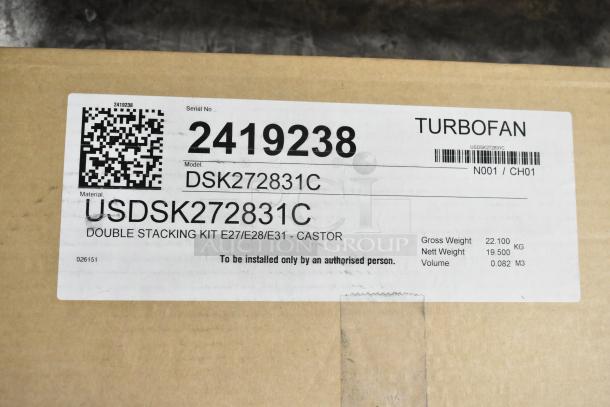 2419238
Serial No
2419238
TURBOFAN
USDSK272831C
N001 / CH01
Model
DSK272831C
Material
USDSK272831C
DOUBLE STACKING KIT E27/E28/E31 - CASTOR
AUCTION GROUP
Gross Weight 22.100 KG
Nett Weight 19.500
Volume 0.082 M3
026151
To be installed only by an authorised person.